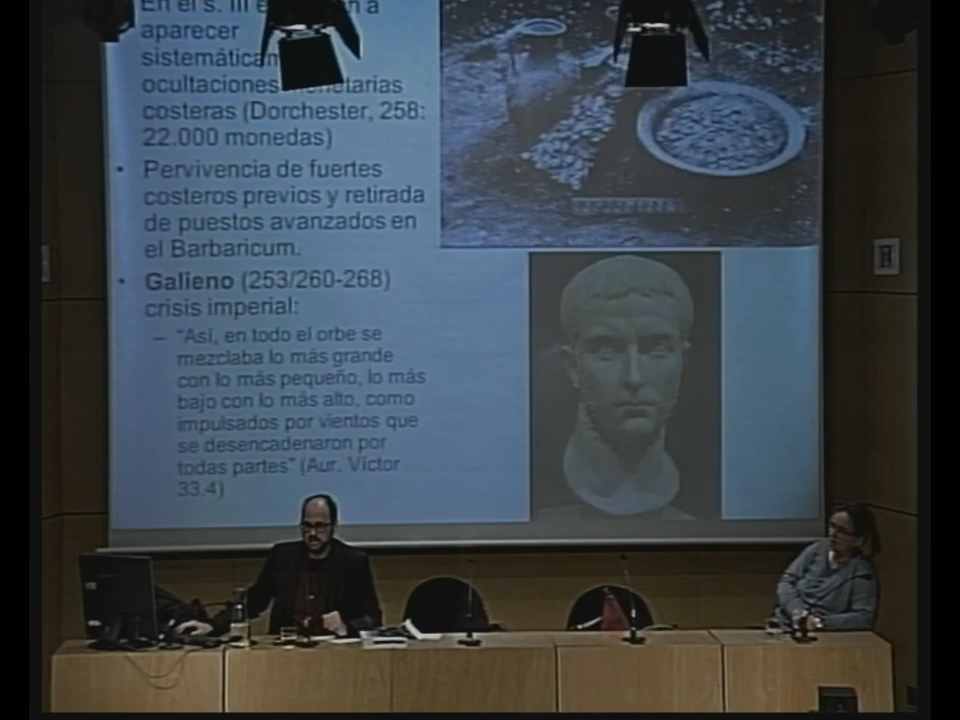 En el s. III
aparecer
ocultaciones
costeras (Dorchester, 258:
22.000 monedas)
• Pervivencia de fuertes
costeros previos y retirada
de puestos avanzados en
el Barbaricum.
• Galieno (253/260-268)
crisis imperial:
– "Así, en todo el orbe se
mezclaba lo más grande
con lo más pequeño, lo más
bajo con lo más alto, como
impulsados por vientos que
se desencadenaron por
todas partes" (Aur. Víctor
33.4)